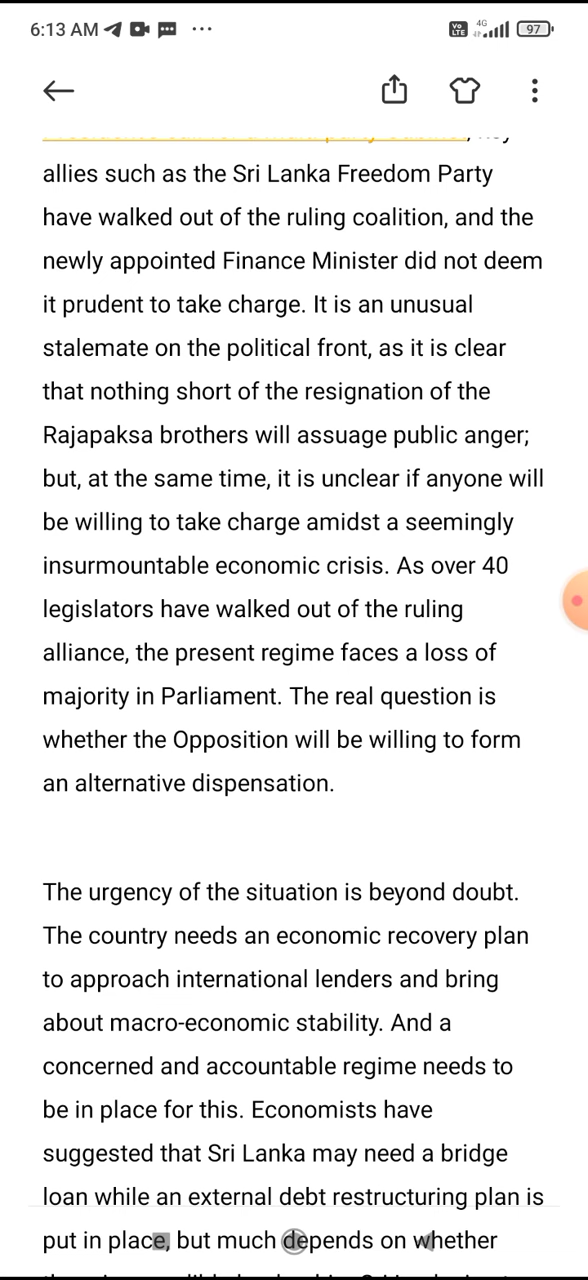 6:13 AM
Vo LTE 4G 97
allies such as the Sri Lanka Freedom Party
have walked out of the ruling coalition, and the
newly appointed Finance Minister did not deem
it prudent to take charge. It is an unusual
stalemate on the political front, as it is clear
that nothing short of the resignation of the
Rajapaksa brothers will assuage public anger;
but, at the same time, it is unclear if anyone will
be willing to take charge amidst a seemingly
insurmountable economic crisis. As over 40
legislators have walked out of the ruling
alliance, the present regime faces a loss of
majority in Parliament. The real question is
whether the Opposition will be willing to form
an alternative dispensation.
The urgency of the situation is beyond doubt.
The country needs an economic recovery plan
to approach international lenders and bring
about macro-economic stability. And a
concerned and accountable regime needs to
be in place for this. Economists have
suggested that Sri Lanka may need a bridge
loan while an external debt restructuring plan is
put in place, but much depends on whether